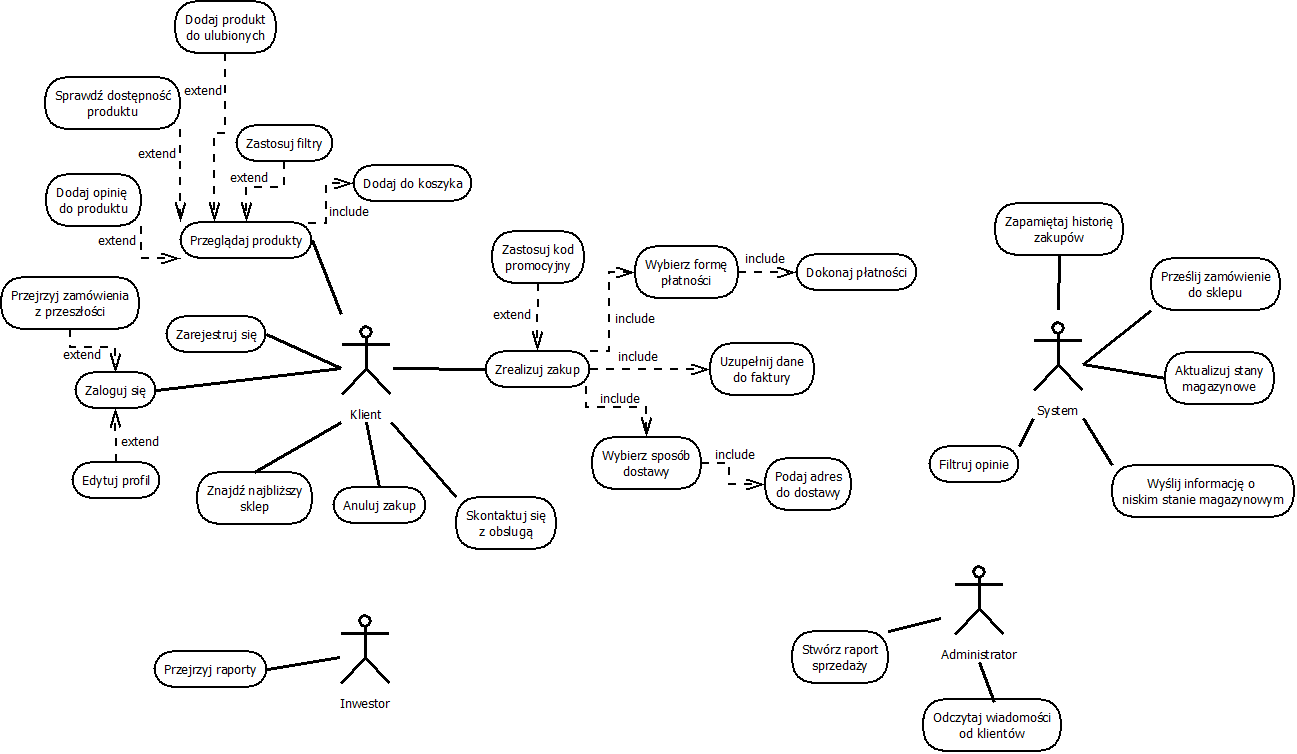 Dodaj produkt
do ulubionych
extend
Sprawdź dostępność
produktu
extend
Zastosuj filtry
extend
Dodaj do koszyka
include
Dodaj opinię
do produktu
extend
Przeglądaj produkty
Przejrzyj zamówienia
z przeszłości
extend
Zarejestruj się
Zaloguj się
extend
Edytuj profil
Klient
Znajdź najbliższy
sklep
Anuluj zakup
Skontaktuj się
z obsługą
Zastosuj kod
promocyjny
extend
Zrealizuj zakup
Wybierz formę
płatności
include
include
Dokonaj płatności
include
Uzupełnij dane
do faktury
include
Wybierz sposób
dostawy
include
Podaj adres
do dostawy
Zapamiętaj historię
zakupów
Prześlij zamówienie
do sklepu
Aktualizuj stany
magazynowe
System
Filtruj opinie
Wyślij informację o
niskim stanie magazynowym
Przejrzyj raporty
Inwestor
Stwórz raport
sprzedaży
Administrator
Odczytaj wiadomości
od klientów